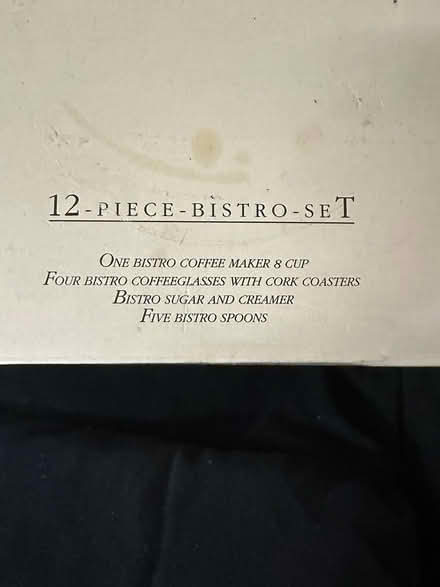 12-PIECE-BISTRO-SET
ONE BISTRO COFFEE MAKER 8 CUP
FOUR BISTRO COFFEEGLASSES WITH CORK COASTERS
BISTRO SUGAR AND CREAMER
FIVE BISTRO SPOONS